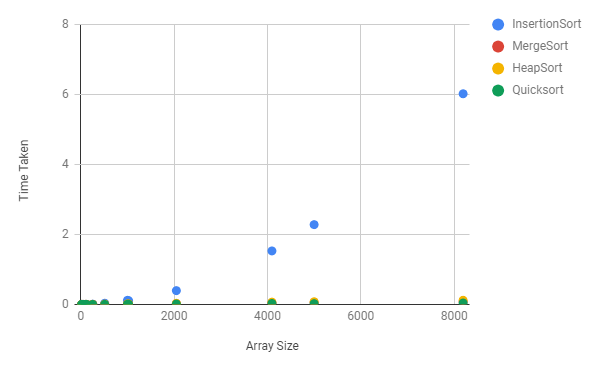 8
6
4
2
0
0
2000
4000
6000
8000
Time Taken
Array Size
InsertionSort
MergeSort
HeapSort
Quicksort